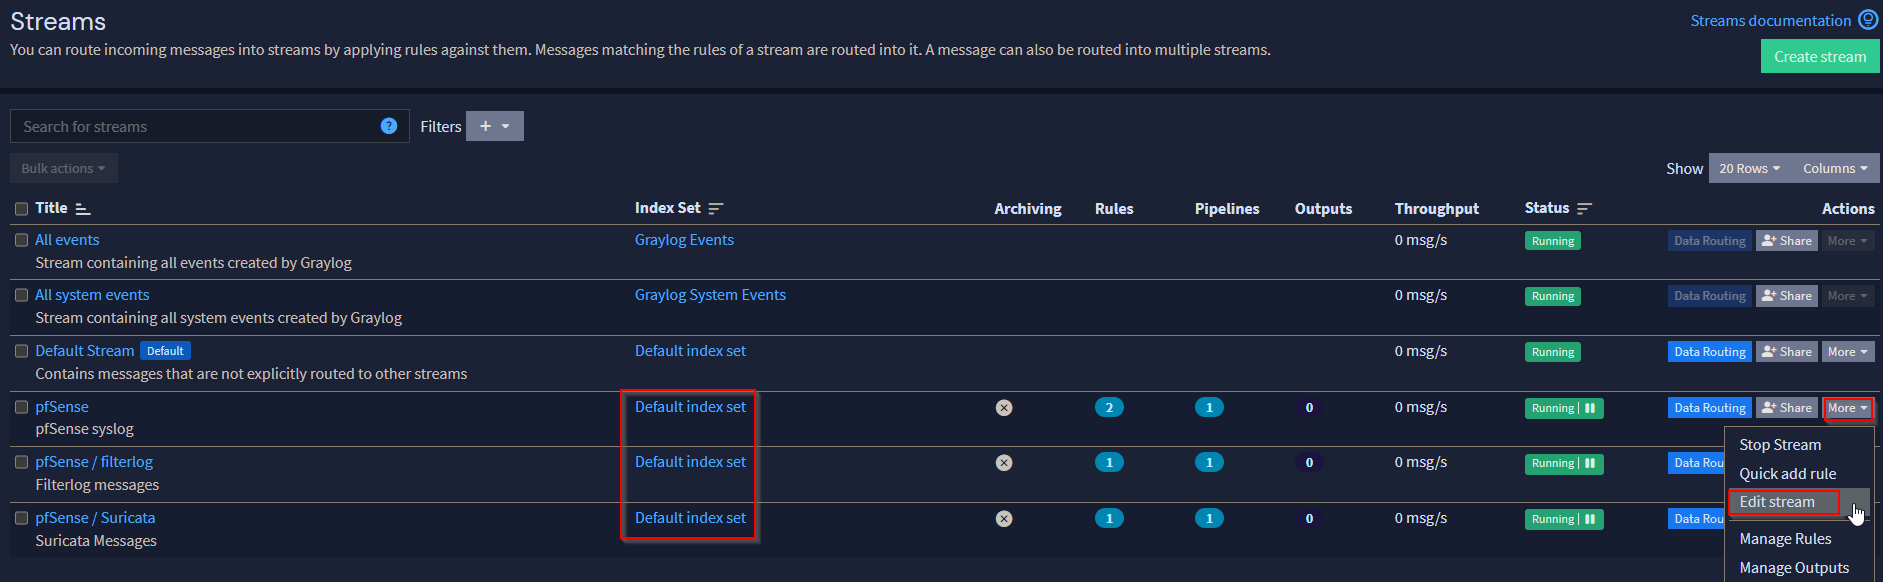 Streams
Streams documentation
You can route incoming messages into streams by applying rules against them. Messages matching the rules of a stream are routed into it. A message can also be routed into multiple streams.
Create stream
Search for streams ? Filters +
Bulk actions
Show 20 Rows Columns
Title Index Set Archiving Rules Pipelines Outputs Throughput Status Actions
All events Graylog Events 0 msg/s Running Data Routing Share More
Stream containing all events created by Graylog
All system events Graylog System Events 0 msg/s Running Data Routing Share More
Stream containing all system events created by Graylog
Default Stream Default Default index set 0 msg/s Running Data Routing Share More
Contains messages that are not explicitly routed to other streams
pfSense Default index set 2 1 0 0 msg/s Running | Data Routing Share More
pfSense syslog
Stop Stream
pfSense / filterlog Default index set 1 1 0 0 msg/s Running | Data Rou
Quick add rule
Filterlog messages
Edit stream
pfSense / Suricata Default index set 1 1 0 0 msg/s Running | Data Rou
Suricata Messages
Manage Rules
Manage Outputs